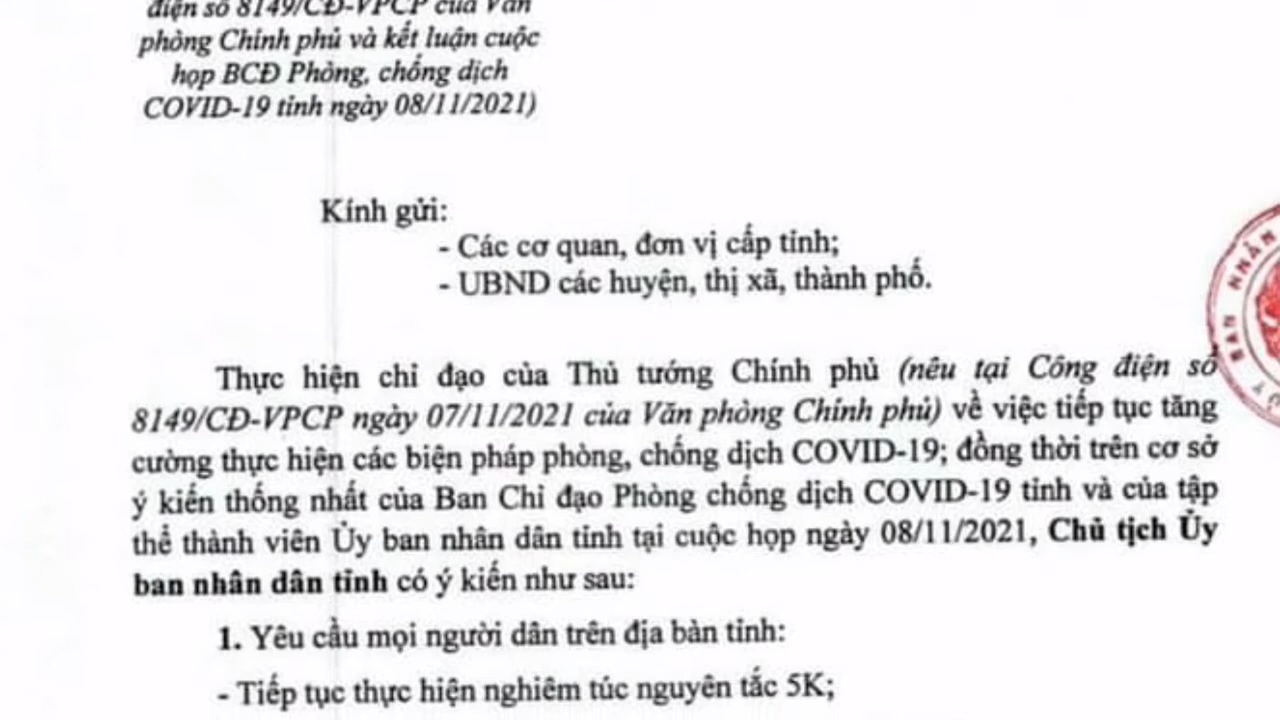 điện số 8149/CĐ-VPCP của Văn
phòng Chính phủ và kết luận cuộc
họp BCĐ Phòng, chống dịch
COVID-19 tỉnh ngày 08/11/2021)
Kính gửi:
- Các cơ quan, đơn vị cấp tỉnh;
- UBND các huyện, thị xã, thành phố.
BAN NHÂN
Thực hiện chỉ đạo của Thủ tướng Chính phủ (nêu tại Công điện số
8149/CĐ-VPCP ngày 07/11/2021 của Văn phòng Chính phủ) về việc tiếp tục tăng
cường thực hiện các biện pháp phòng, chống dịch COVID-19; đồng thời trên cơ sở
ý kiến thống nhất của Ban Chỉ đạo Phòng chống dịch COVID-19 tỉnh và của tập
thể thành viên Ủy ban nhân dân tỉnh tại cuộc họp ngày 08/11/2021, Chủ tịch Ủy
ban nhân dân tỉnh có ý kiến như sau:
1. Yêu cầu mọi người dân trên địa bàn tỉnh:
- Tiếp tục thực hiện nghiêm túc nguyên tắc 5K;